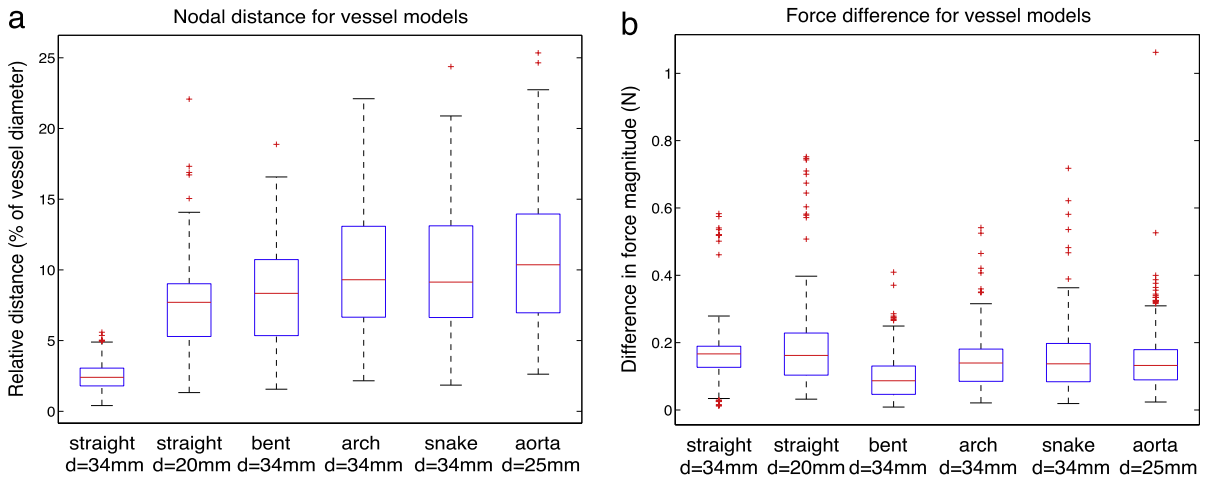 a
Nodal distance for vessel models
Relative distance (% of vessel diameter)
25
20
15
10
5
0
straight straight bent arch snake aorta
d=34mm d=20mm d=34mm d=34mm d=34mm d=25mm
b
Force difference for vessel models
Difference in force magnitude (N)
1
0.8
0.6
0.4
0.2
0
straight straight bent arch snake aorta
d=34mm d=20mm d=34mm d=34mm d=34mm d=25mm